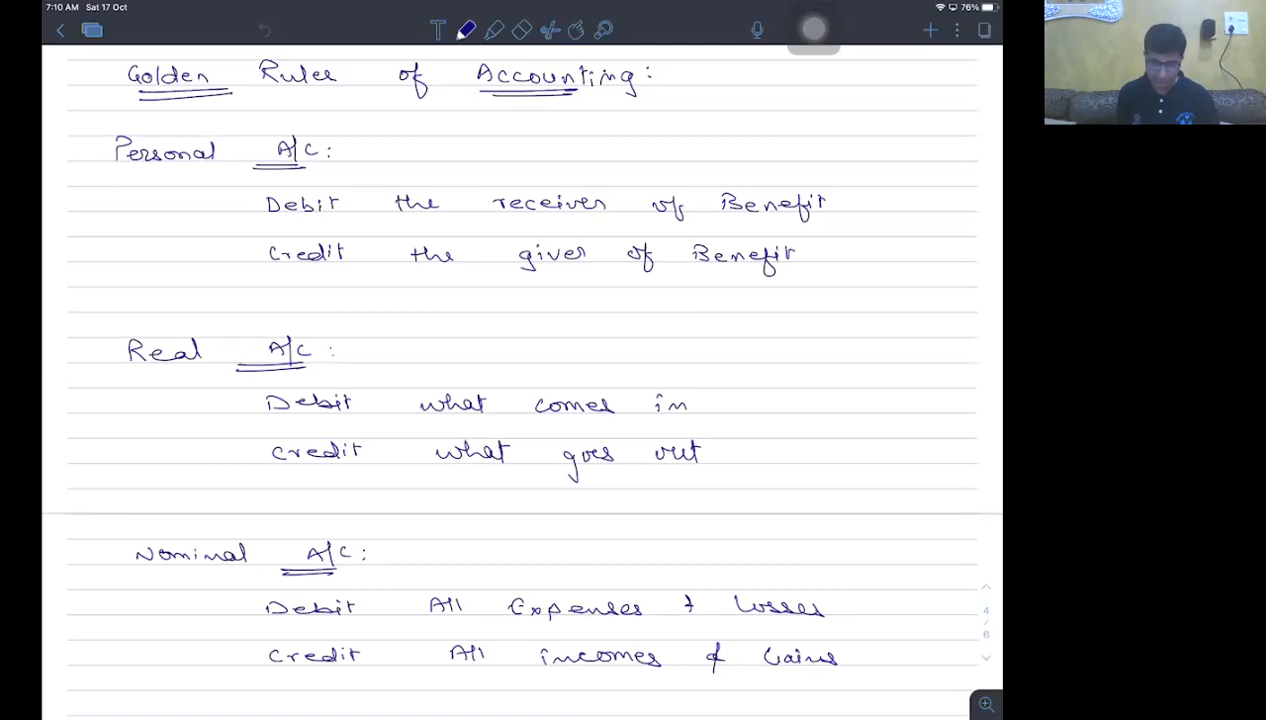 7:10 AM Sat 17 Oct
76%
Golden Rules of Accounting:
Personal A/C:
Debit the receiver of Benefit
Credit the giver of Benefit
Real A/C :
Debit what comes in
Credit what goes out
Nominal A/C:
Debit All Expenses & Losses
Credit All incomes & Gains
4
/
6